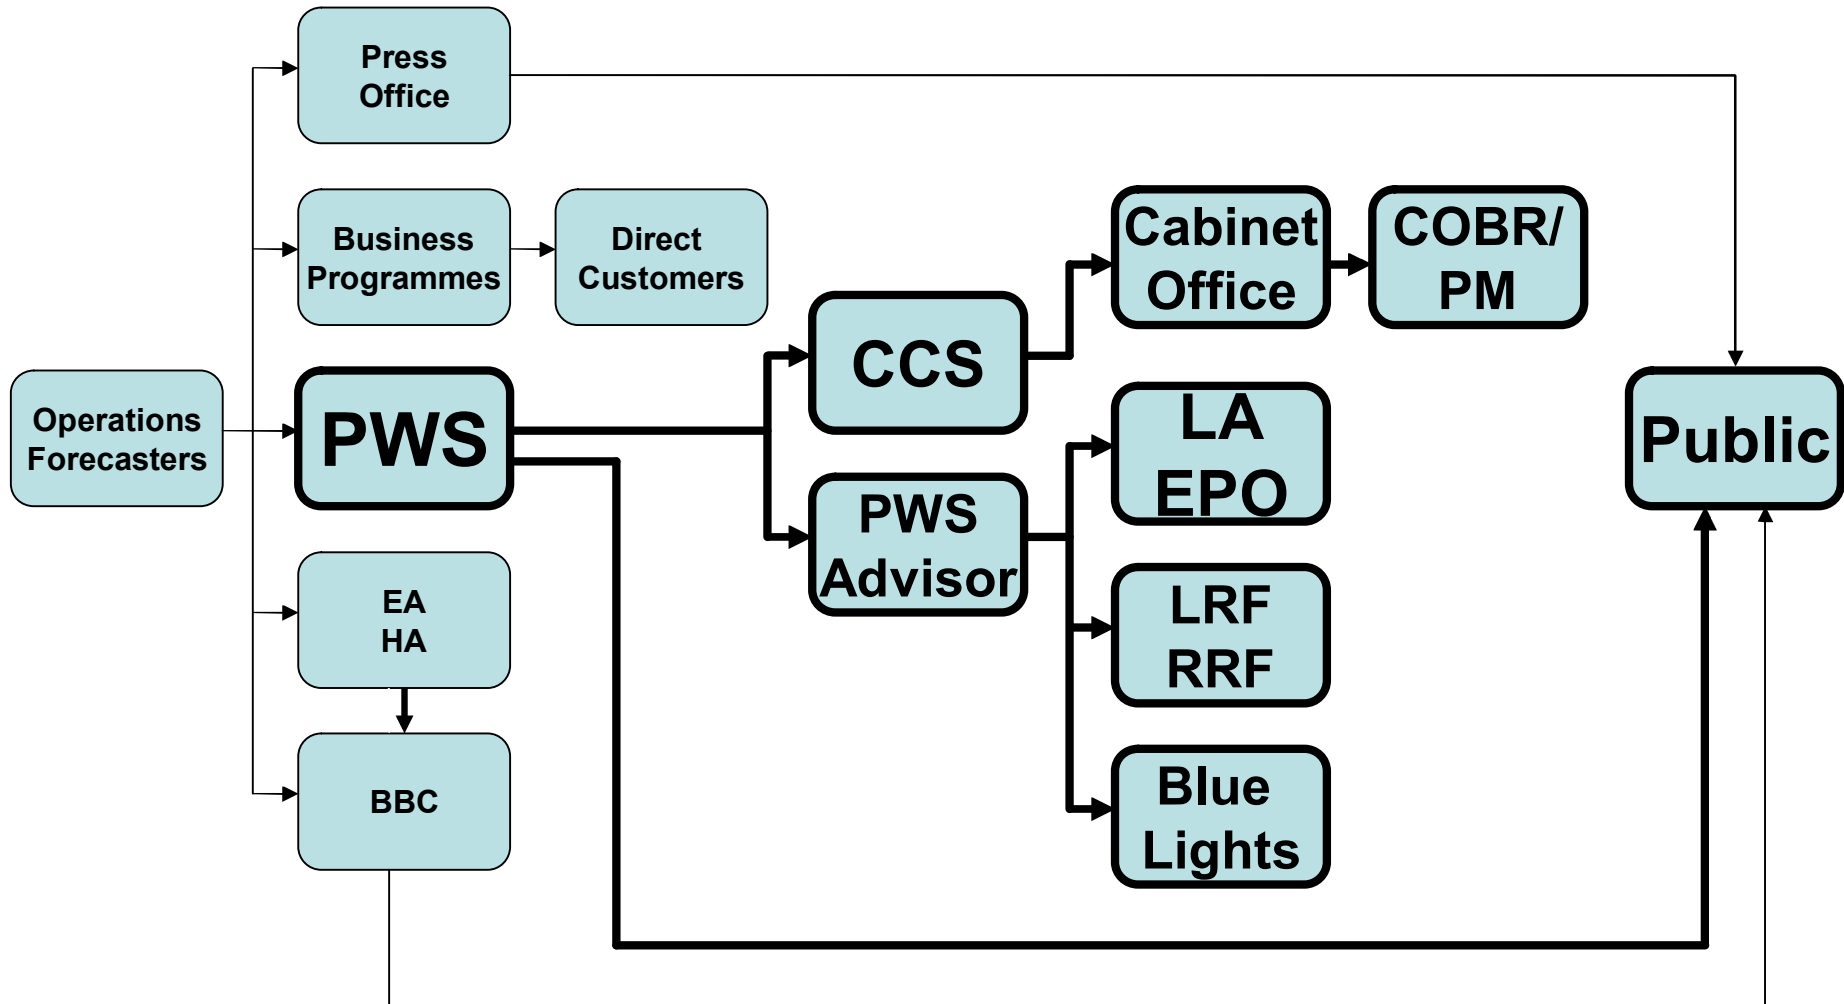 Press
Office
Business
Programmes
Direct
Customers
Cabinet
Office
COBR/
PM
CCS
Operations
Forecasters
PWS
LA
EPO
Public
PWS
Advisor
EA
HA
LRF
RRF
BBC
Blue
Lights